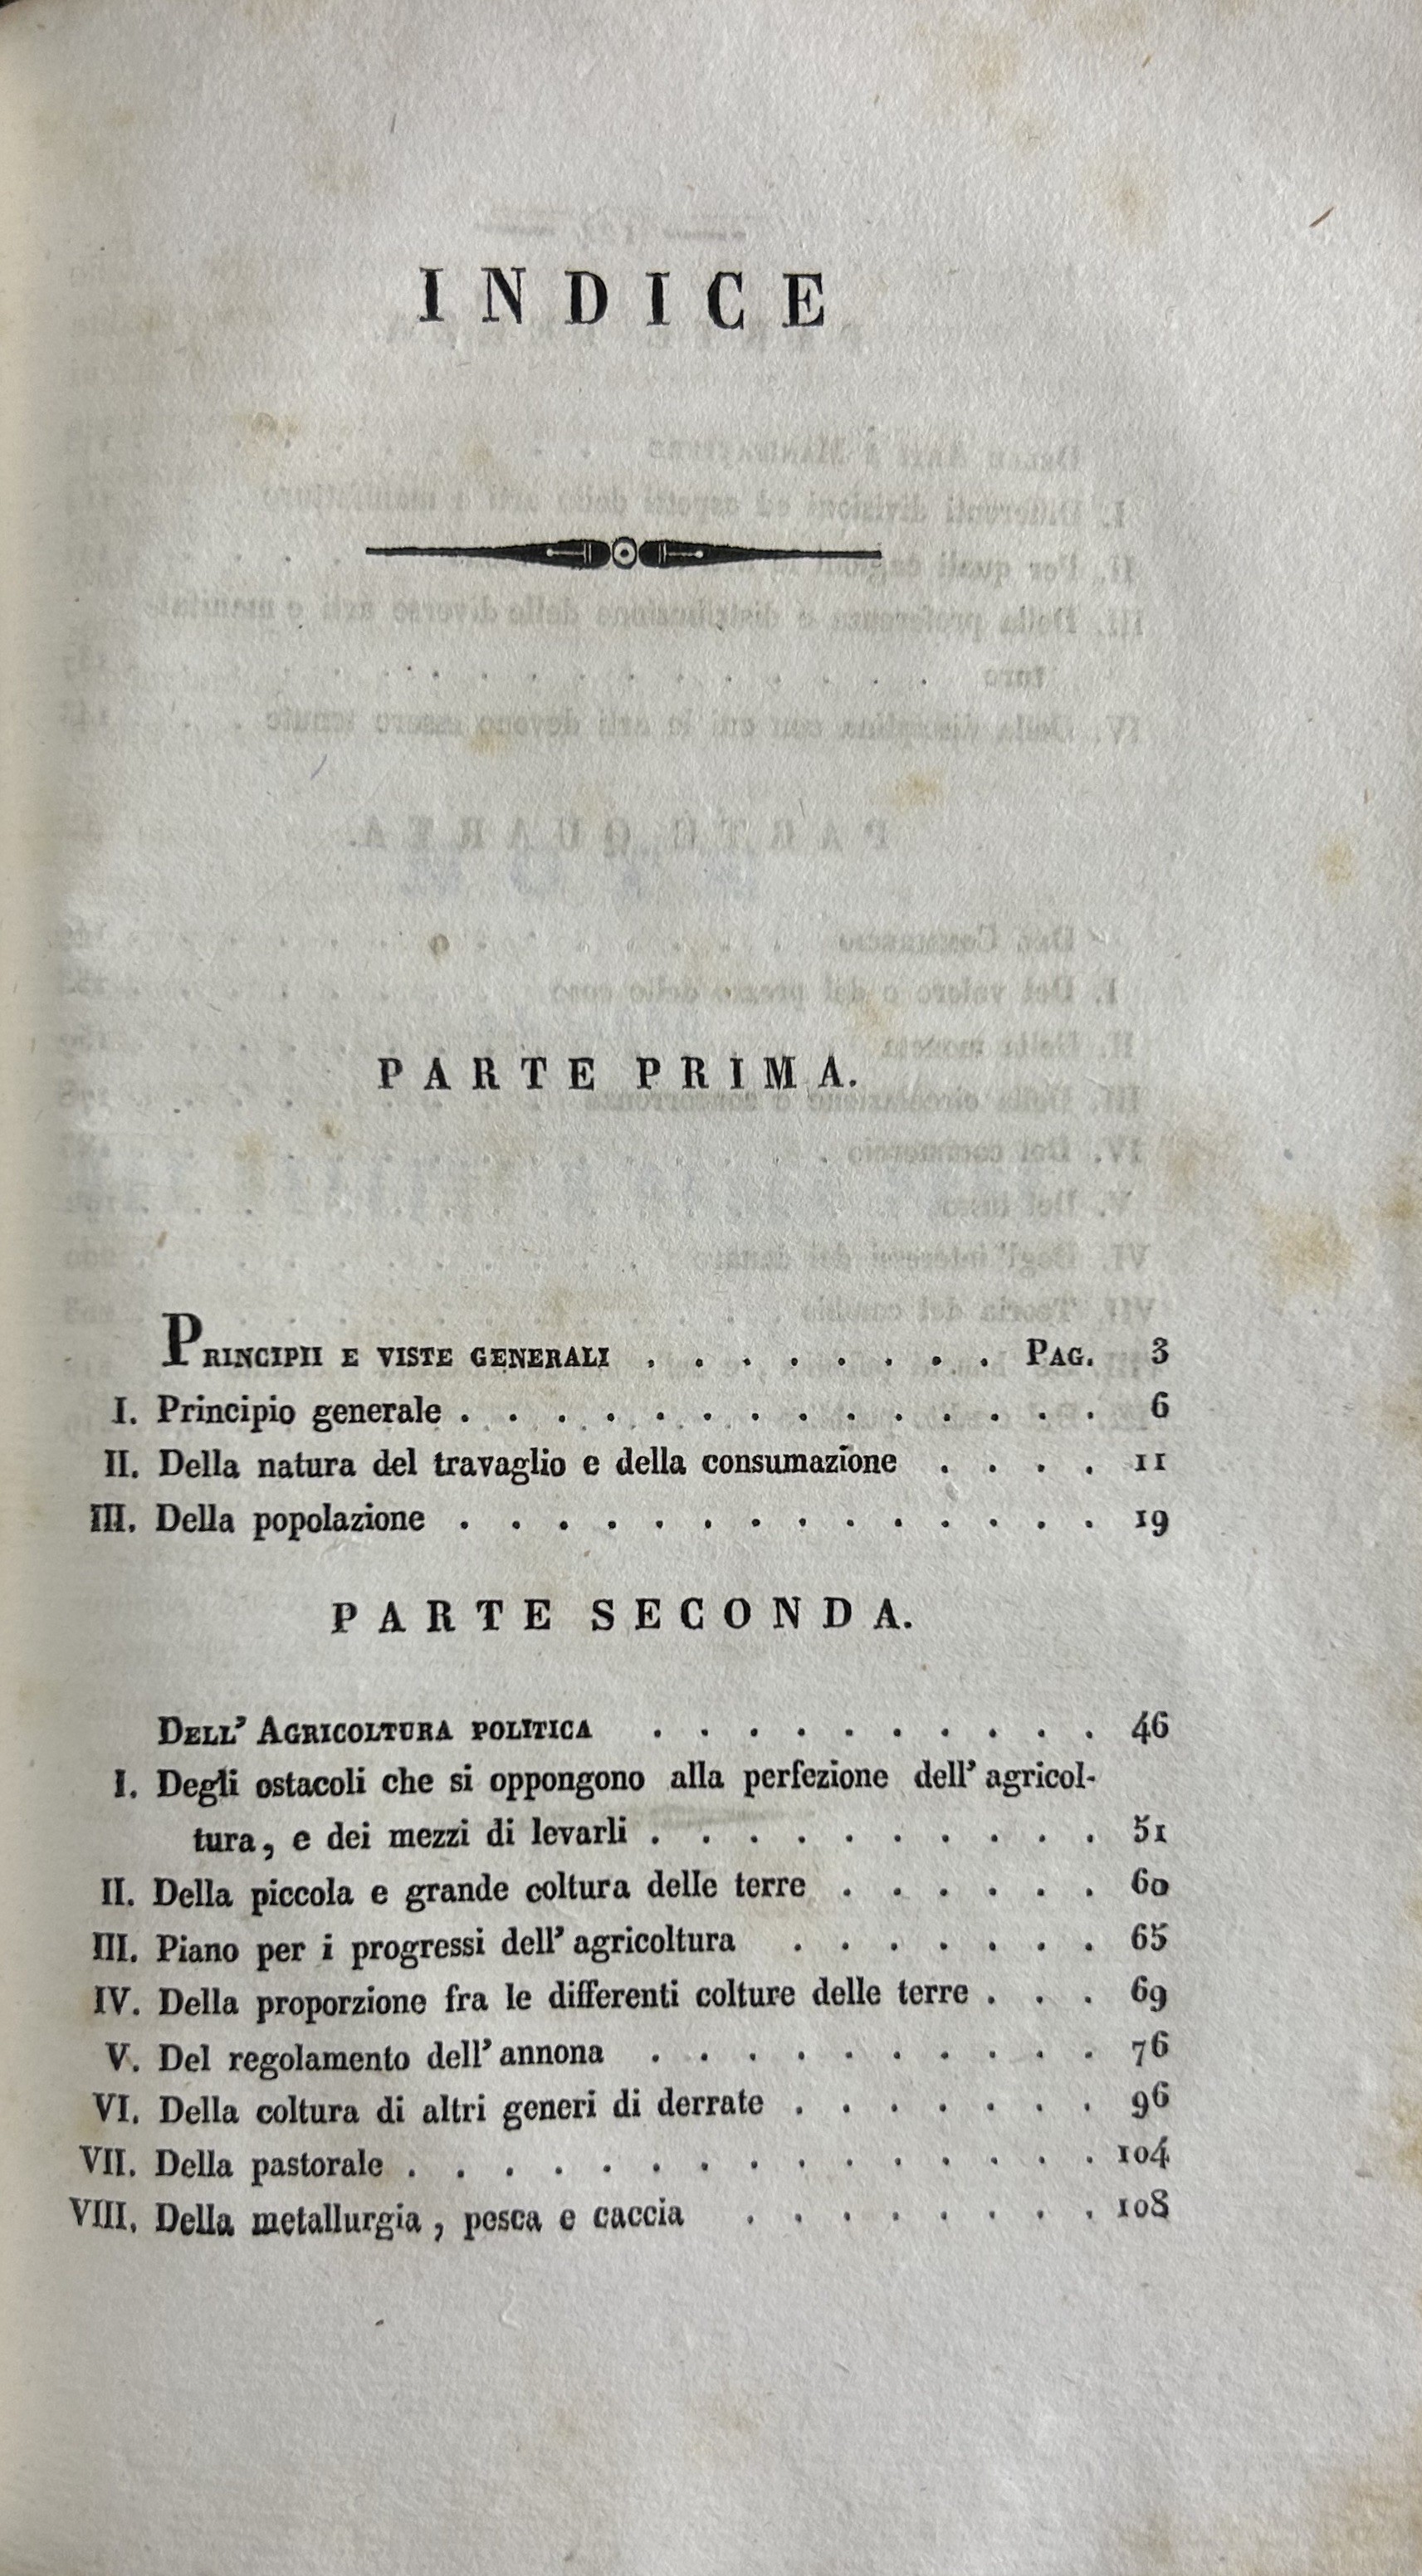 INDICE
PARTE PRIMA.
PRINCIPII E VISTE GENERALI . . . . . . . . PAG. 3
I. Principio generale . . . . . . . . . . . . . . 6
II. Della natura del travaglio e della consumazione . . . . 11
III. Della popolazione . . . . . . . . . . . . . . 19
PARTE SECONDA.
DELL' AGRICOLTURA POLITICA . . . . . . . . . . 46
I. Degli ostacoli che si oppongono alla perfezione dell' agricol-
tura, e dei mezzi di levarli . . . . . . . . . . 51
II. Della piccola e grande coltura delle terre . . . . . . 60
III. Piano per i progressi dell' agricoltura . . . . . . . 65
IV. Della proporzione fra le differenti colture delle terre . . . 69
V. Del regolamento dell' annona . . . . . . . . . . 76
VI. Della coltura di altri generi di derrate . . . . . . . 96
VII. Della pastorale . . . . . . . . . . . . . . . 104
VIII. Della metallurgia, pesca e caccia . . . . . . . . 108